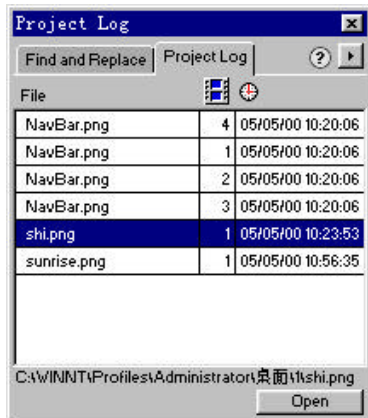 Project Log
Find and Replace Project Log ?
File
NavBar.png 4 05/05/00 10:20:06
NavBar.png 1 05/05/00 10:20:06
NavBar.png 2 05/05/00 10:20:06
NavBar.png 3 05/05/00 10:20:06
shi.png 1 05/05/00 10:23:53
sunrise.png 1 05/05/00 10:56:35
C:\WINNT\Profiles\Administrator\桌面\1\shi.png
Open